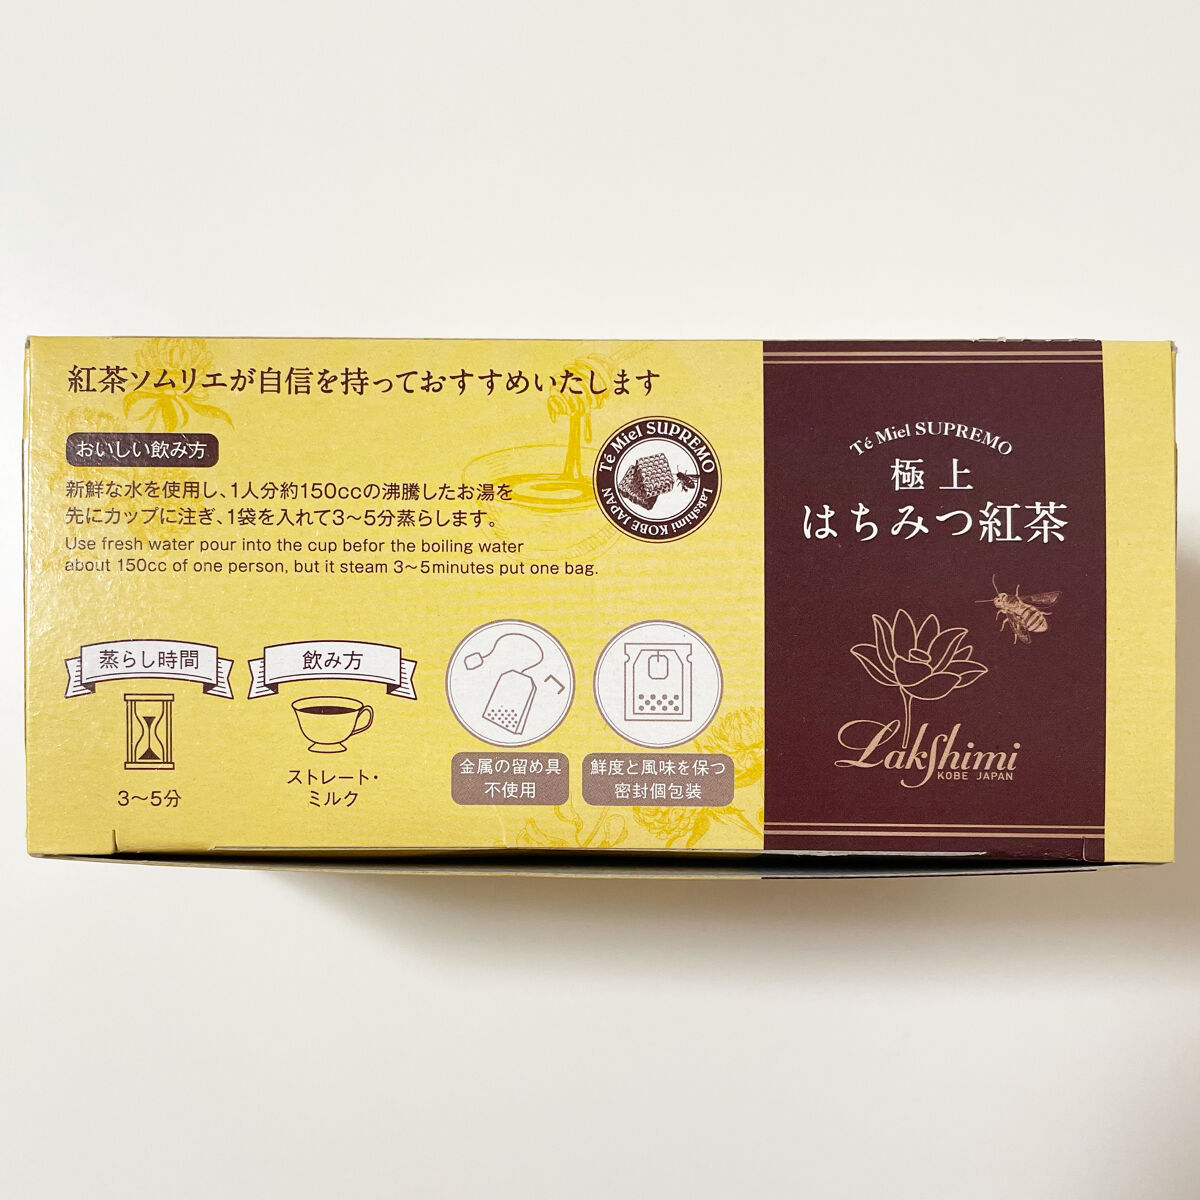 紅茶ソムリエが自信を持っておすすめいたします
おいしい飲み方
新鮮な水を使用し、1人分約150ccの沸騰したお湯を
先にカップに注ぎ、1袋を入れて3〜5分蒸らします。
Use fresh water pour into the cup befor the boiling water
about 150cc of one person, but it steam 3〜5minutes put one bag.
Té Miel SUPREMO
Lakshimi KOBE JAPAN
蒸らし時間
3〜5分
飲み方
ストレート・
ミルク
金属の留め具
不使用
鮮度と風味を保つ
密封個包装
Té Miel SUPREMO
極上
はちみつ紅茶
Lakshimi
KOBE JAPAN